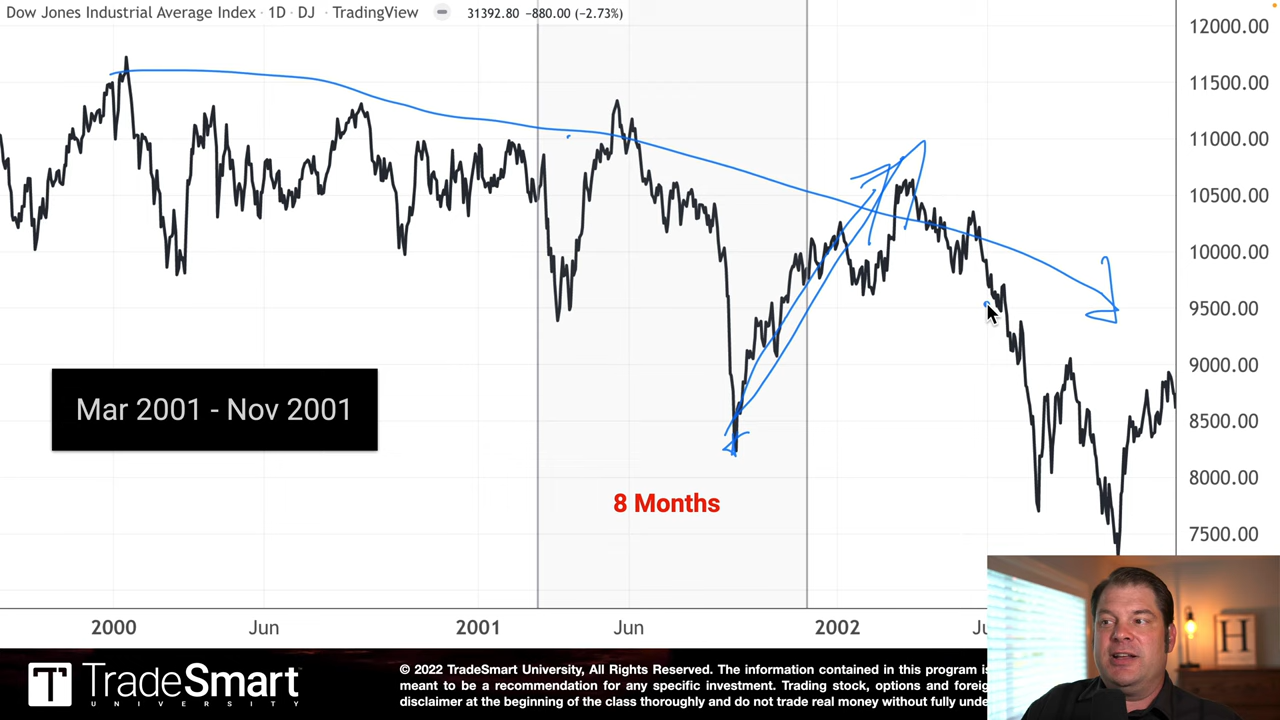 Dow Jones Industrial Average Index · 1D · DJ · TradingView 31392.80 −880.00 (−2.73%)
12000.00
11500.00
11000.00
10500.00
10000.00
9500.00
9000.00
8500.00
8000.00
7500.00
Mar 2001 - Nov 2001
8 Months
2000 Jun 2001 Jun 2002
H
T TradeSmart
UNIVERSITY
© 2022 TradeSmart University, All Rights Reserved. The information contained in this program is
meant to be a recommendation for any specific investment. Trading stock, options and
disclaimer at the beginning of the class thoroughly and do not trade real money without fully